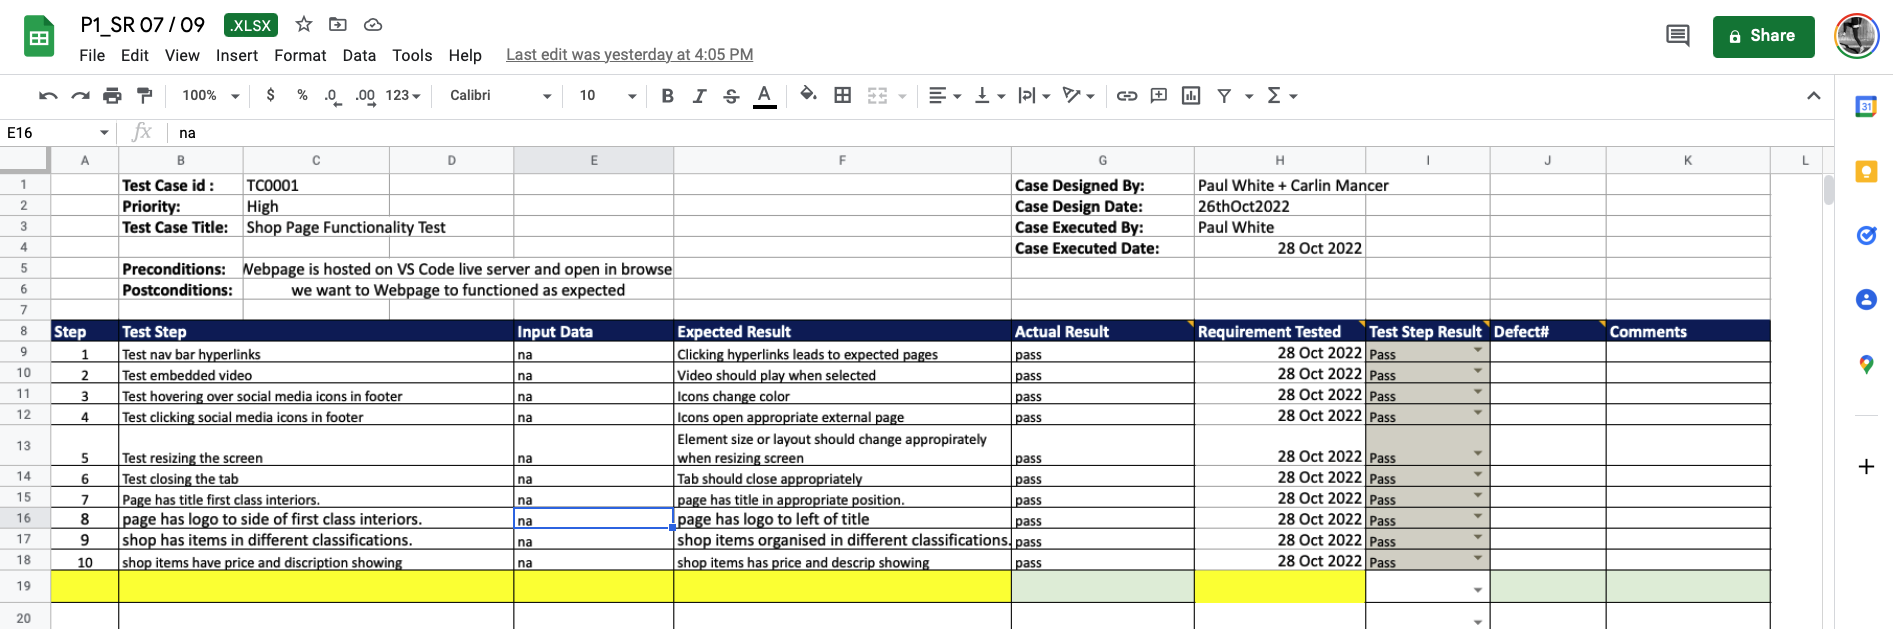 P1_SR 07 / 09 .XLSX
File Edit View Insert Format Data Tools Help Last edit was yesterday at 4:05 PM
Share
100% $ % .0 .00 123 Calibri 10 B I S A
31
E16 fx na
A B C D E F G H I J K L
1 Test Case id : TC0001 Case Designed By: Paul White + Carlin Mancer
2 Priority: High Case Design Date: 26thOct2022
3 Test Case Title: Shop Page Functionality Test Case Executed By: Paul White
4 Case Executed Date: 28 Oct 2022
5 Preconditions: Webpage is hosted on VS Code live server and open in browse
6 Postconditions: we want to Webpage to functioned as expected
7
8 Step Test Step Input Data Expected Result Actual Result Requirement Tested Test Step Result Defect# Comments
9 1 Test nav bar hyperlinks na Clicking hyperlinks leads to expected pages pass 28 Oct 2022 Pass
10 2 Test embedded video na Video should play when selected pass 28 Oct 2022 Pass
11 3 Test hovering over social media icons in footer na Icons change color pass 28 Oct 2022 Pass
12 4 Test clicking social media icons in footer na Icons open appropriate external page pass 28 Oct 2022 Pass
Element size or layout should change appropirately
13 5 Test resizing the screen na when resizing screen pass 28 Oct 2022 Pass
14 6 Test closing the tab na Tab should close appropriately pass 28 Oct 2022 Pass
15 7 Page has title first class interiors. na page has title in appropriate position. pass 28 Oct 2022 Pass
16 8 page has logo to side of first class interiors. na page has logo to left of title pass 28 Oct 2022 Pass
17 9 shop has items in different classifications. na shop items organised in different classifications. pass 28 Oct 2022 Pass
18 10 shop items have price and discription showing na shop items has price and descrip showing pass 28 Oct 2022 Pass
19
20